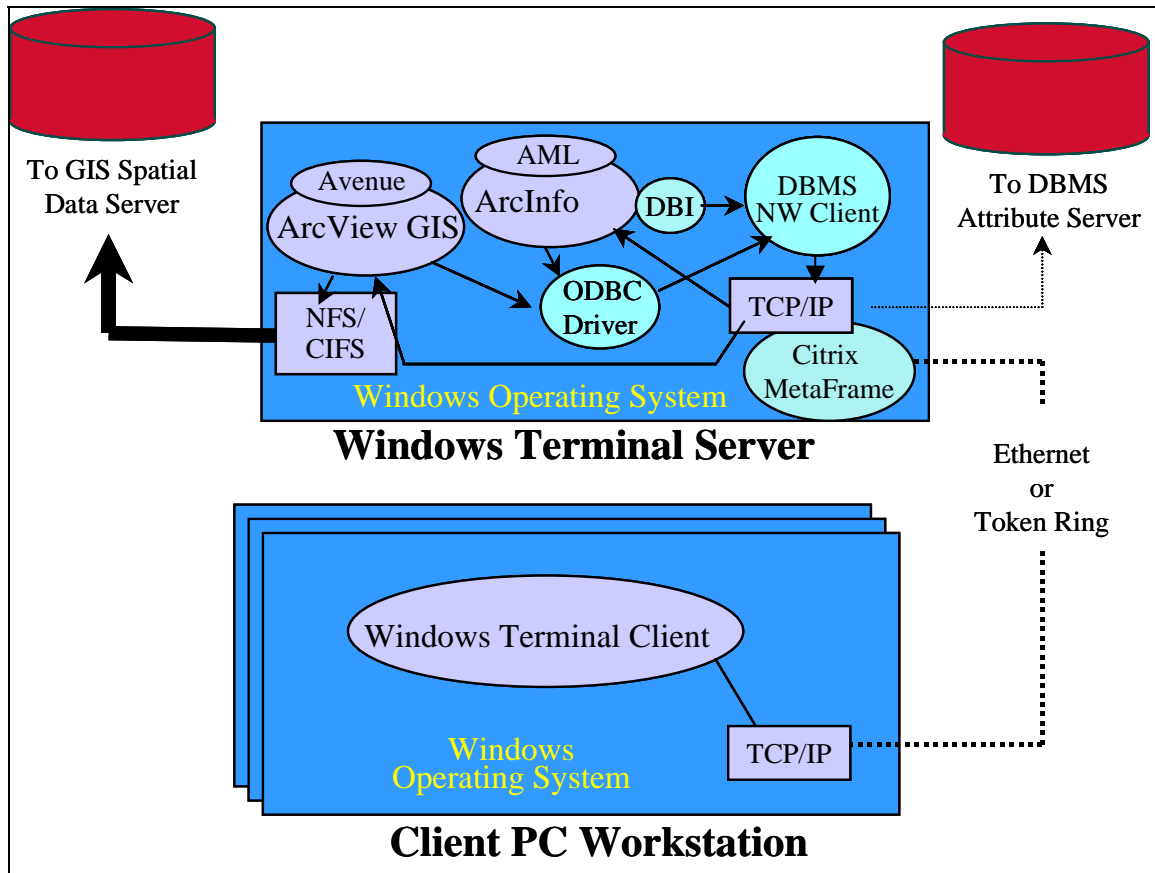 To GIS Spatial
Data Server
To DBMS
Attribute Server
Avenue
ArcView GIS
AML
ArcInfo
DBI
DBMS
NW Client
NFS/
CIFS
ODBC
Driver
TCP/IP
Citrix
MetaFrame
Windows Operating System
Windows Terminal Server
Ethernet
or
Token Ring
Windows Terminal Client
TCP/IP
Windows
Operating System
Client PC Workstation